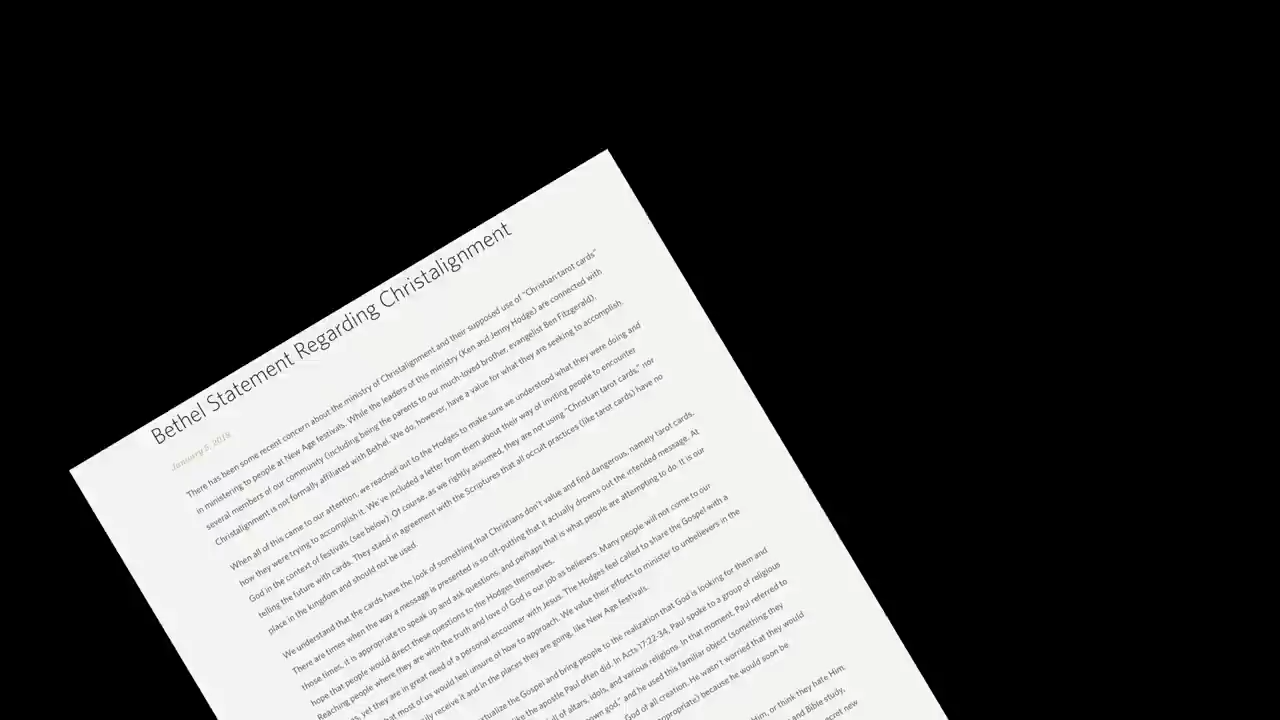 Bethel Statement Regarding Christalignment
January 5, 2018
There has been some recent concern about the ministry of Christalignment and their supposed use of "Christian tarot cards"
in ministering to people at New Age festivals. While the leaders of this ministry (Ken and Jenny Hodge) are connected with
several members of our community (including being the parents to our much-loved brother, evangelist Ben Fitzgerald),
Christalignment is not formally affiliated with Bethel. We do, however, have a value for what they are seeking to accomplish.
When all of this came to our attention, we reached out to the Hodges to make sure we understood what they were doing and
how they were trying to accomplish it. We've included a letter from them about their way of inviting people to encounter
God in the context of festivals (see below). Of course, as we rightly assumed, they are not using "Christian tarot cards," nor
telling the future with cards. They stand in agreement with the Scriptures that all occult practices (like tarot cards) have no
place in the kingdom and should not be used.
We understand that the cards have the look of something that Christians don't value and find dangerous, namely tarot cards.
There are times when the way a message is presented is so off-putting that it actually drowns out the intended message. At
those times, it is appropriate to speak up and ask questions, and perhaps that is what people are attempting to do. It is our
hope that people would direct these questions to the Hodges themselves.
Reaching people where they are with the truth and love of God is our job as believers. Many people will not come to our
yet they are in great need of a personal encounter with Jesus. The Hodges feel called to share the Gospel with a
that most of us would feel unsure of how to approach. We value their efforts to minister to unbelievers in the
receive it and in the places they are going, like New Age festivals.
the Gospel and bring people to the realization that God is looking for them and
like the apostle Paul often did. In Acts 17:22-34, Paul spoke to a group of religious
full of altars, idols, and various religions. In that moment, Paul referred to
god," and he used this familiar object (something they
God of all creation. He wasn't worried that they would
because he would soon be
Him, or think they hate Him.
and Bible study,
secret new